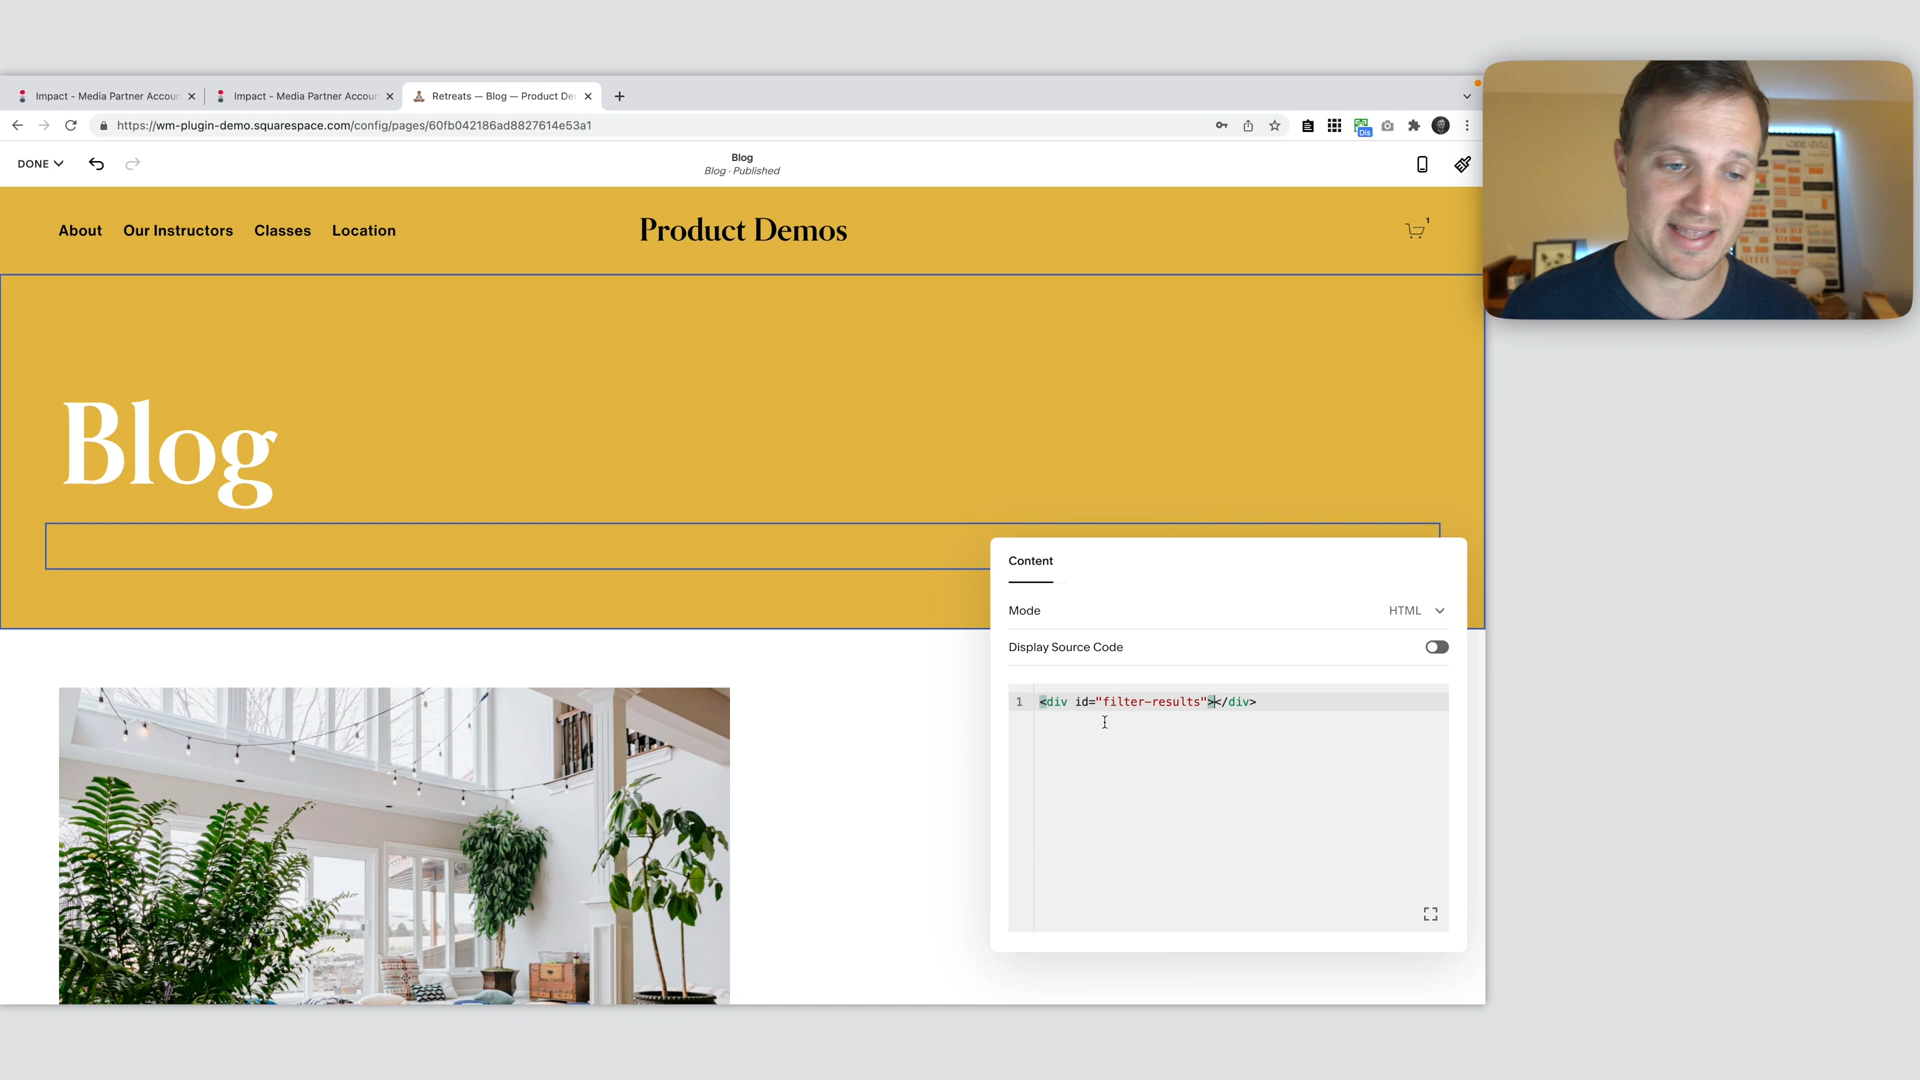 Impact - Media Partner Accoun
Impact - Media Partner Accoun
Retreats — Blog — Product De
https://wm-plugin-demo.squarespace.com/config/pages/60fb042186ad8827614e53a1
Dis
DONE
Blog
Blog · Published
About
Our Instructors
Classes
Location
Product Demos
1
Blog
Content
Mode
HTML
Display Source Code
1
<div id="filter-results"></div>